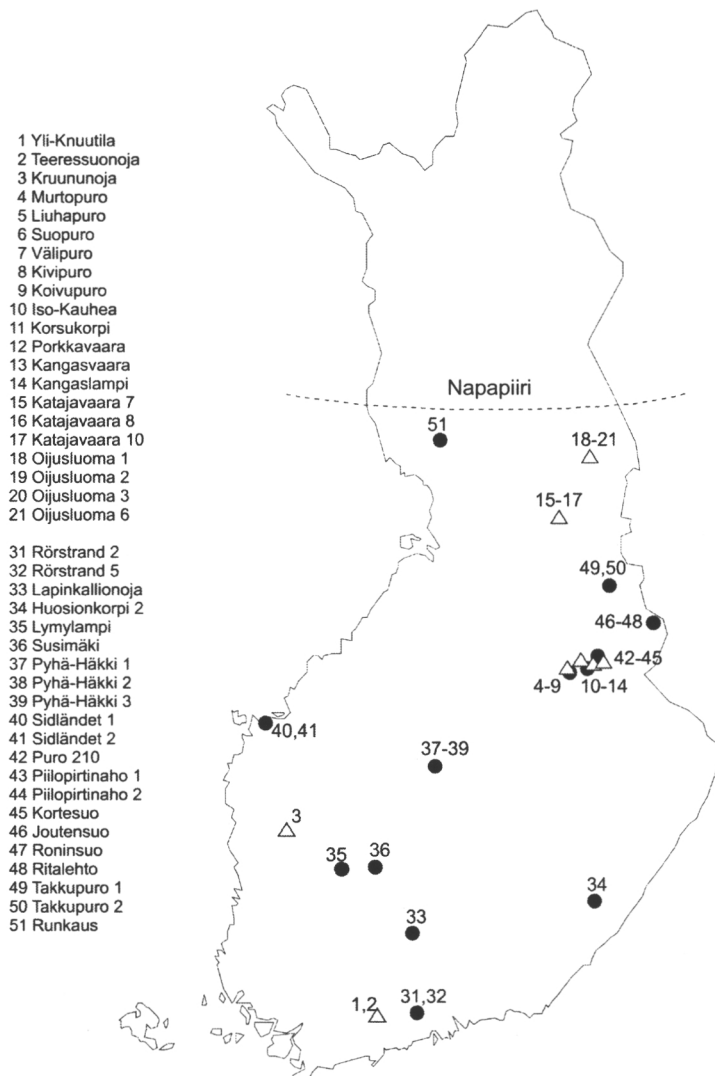 1 Yli-Knuutila
2 Teeressuonoja
3 Kruununoja
4 Murtopuro
5 Liuhapuro
6 Suopuro
7 Välipuro
8 Kivipuro
9 Koivupuro
10 Iso-Kauhea
11 Korsukorpi
12 Porkkavaara
13 Kangasvaara
14 Kangaslampi
15 Katajavaara 7
16 Katajavaara 8
17 Katajavaara 10
18 Oijusluoma 1
19 Oijusluoma 2
20 Oijusluoma 3
21 Oijusluoma 6
31 Rörstrand 2
32 Rörstrand 5
33 Lapinkallionoja
34 Huosionkorpi 2
35 Lymylampi
36 Susimäki
37 Pyhä-Häkki 1
38 Pyhä-Häkki 2
39 Pyhä-Häkki 3
40 Sidländet 1
41 Sidländet 2
42 Puro 210
43 Piilopirtinaho 1
44 Piilopirtinaho 2
45 Kortesuo
46 Joutensuo
47 Roninsuo
48 Ritalehto
49 Takkupuro 1
50 Takkupuro 2
51 Runkaus
Napapiiri
51
18-21
15-17
49,50
46-48
42-45
4-9
10-14
40,41
37-39
3
35
36
34
33
1,2
31,32